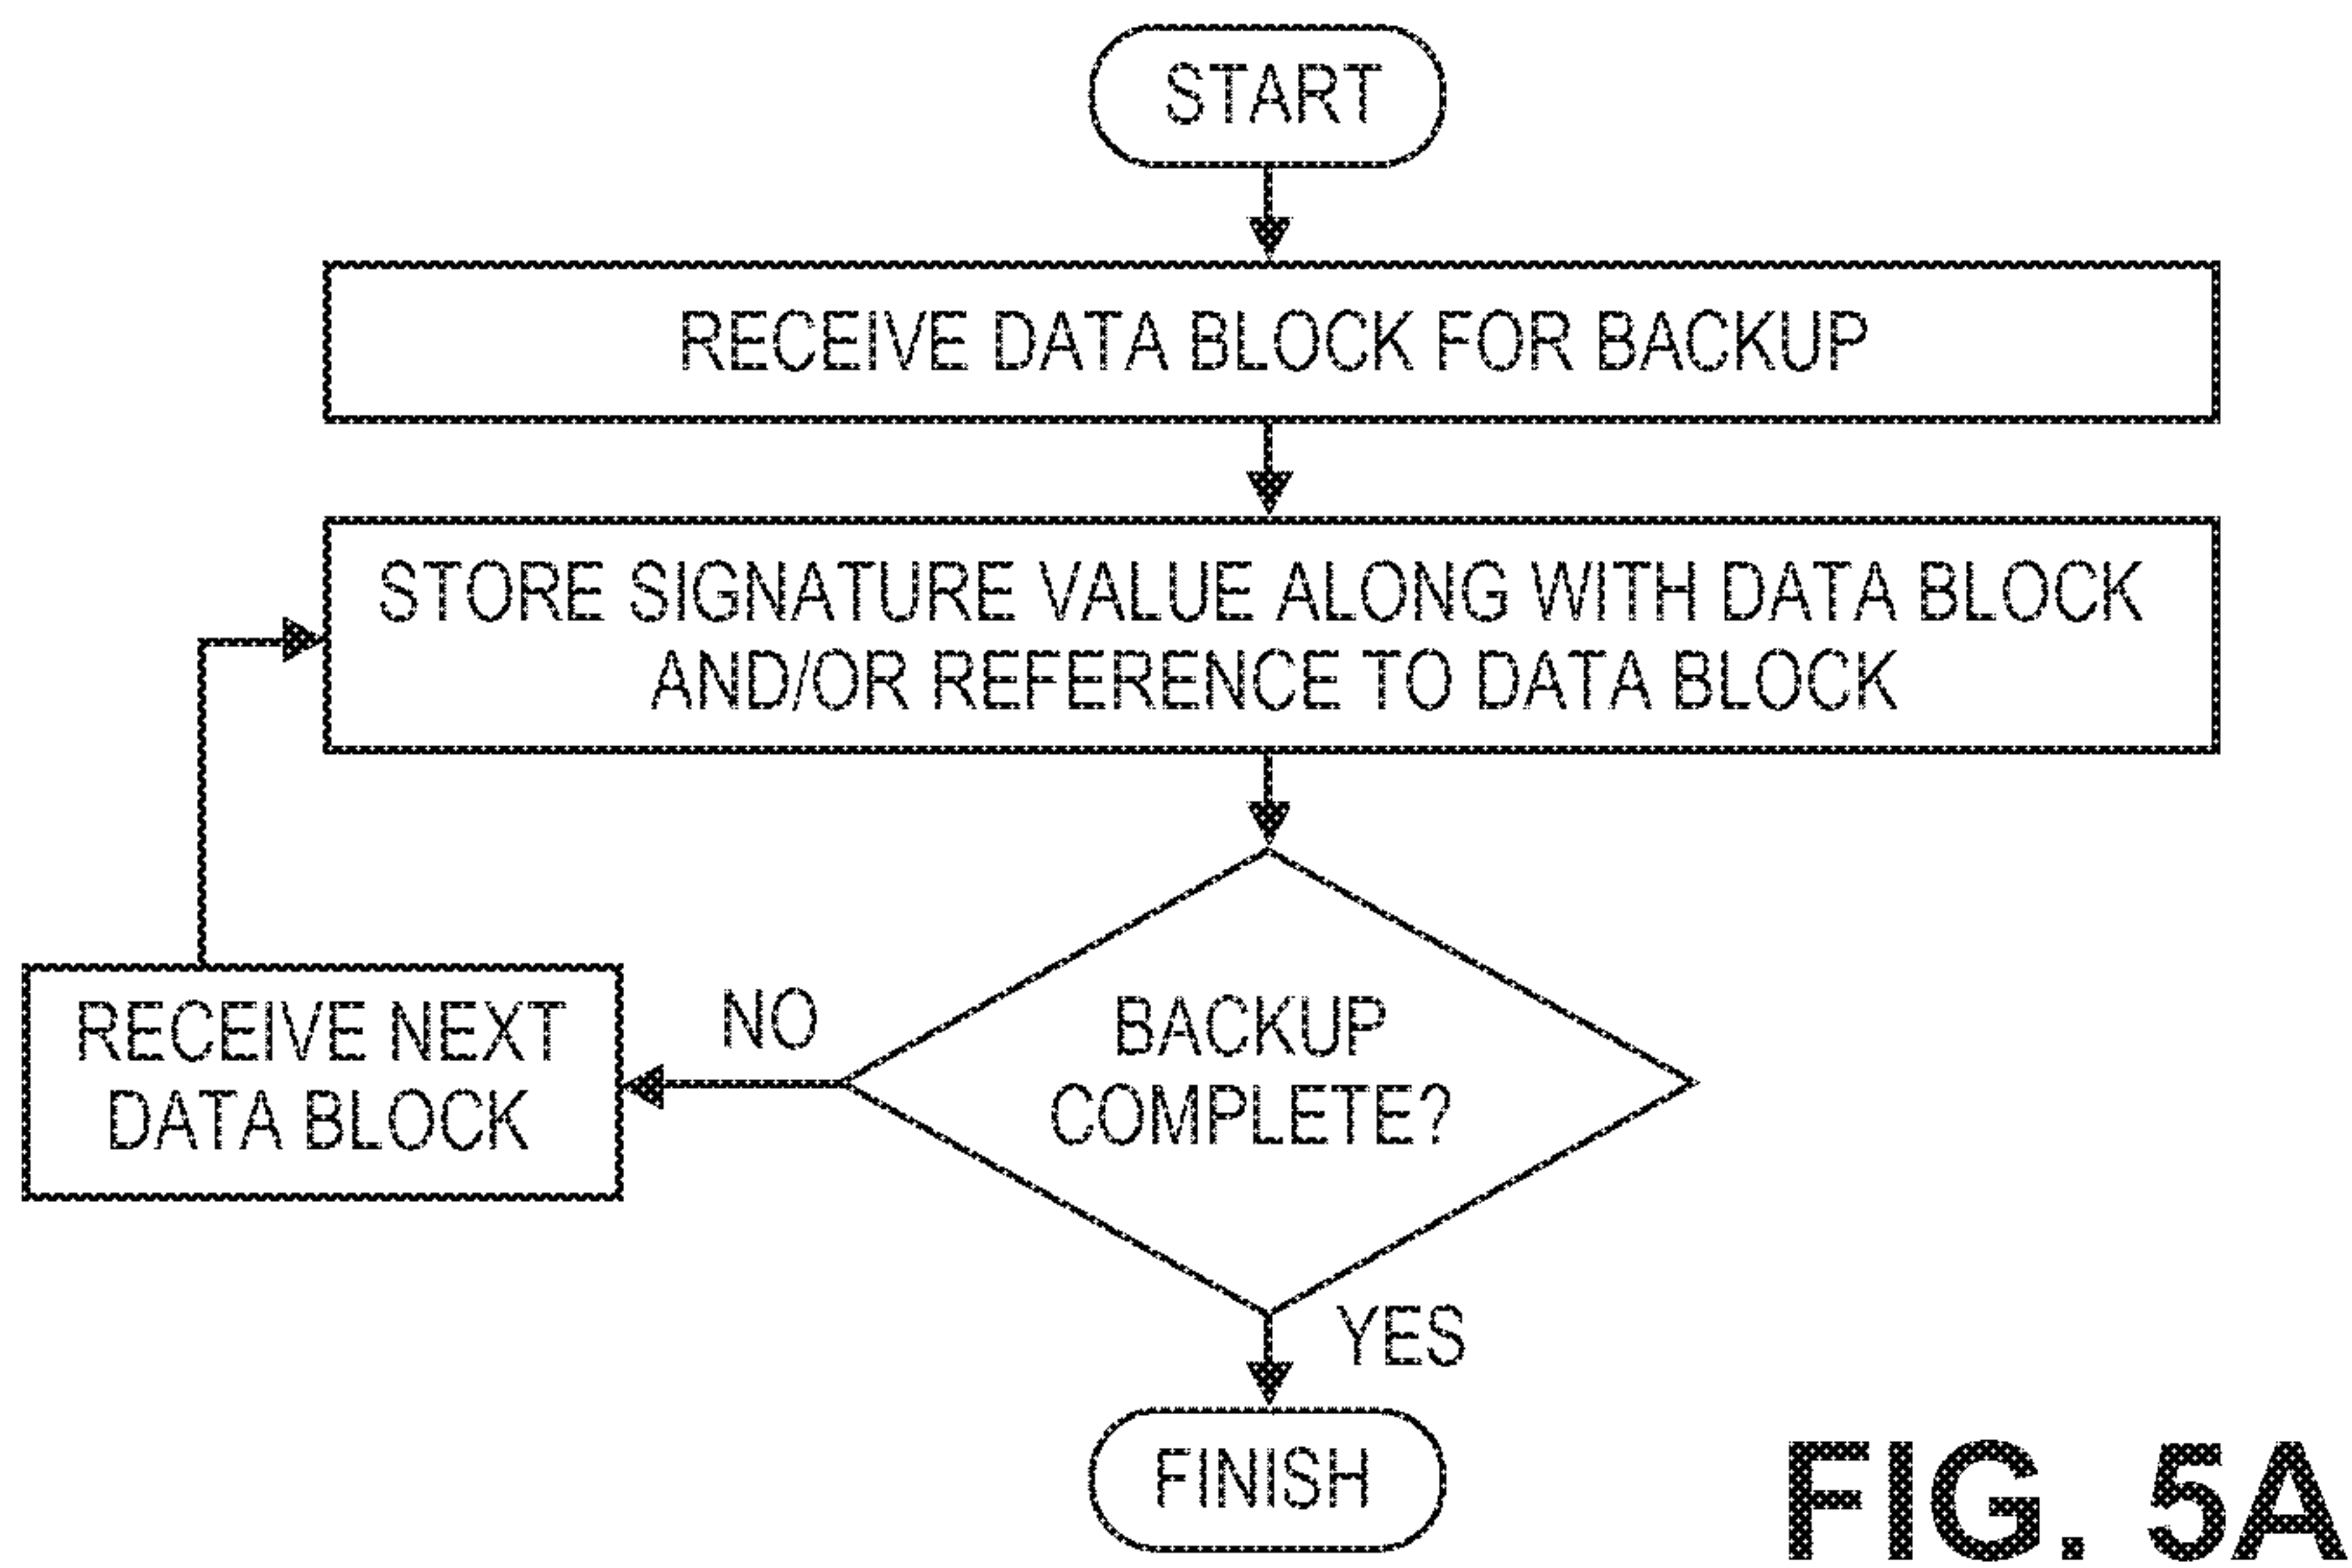 START
RECEIVE DATA BLOCK FOR BACKUP
STORE SIGNATURE VALUE ALONG WITH DATA BLOCK
AND/OR REFERENCE TO DATA BLOCK
BACKUP
COMPLETE?
NO
RECEIVE NEXT
DATA BLOCK
YES
FINISH
FIG. 5A